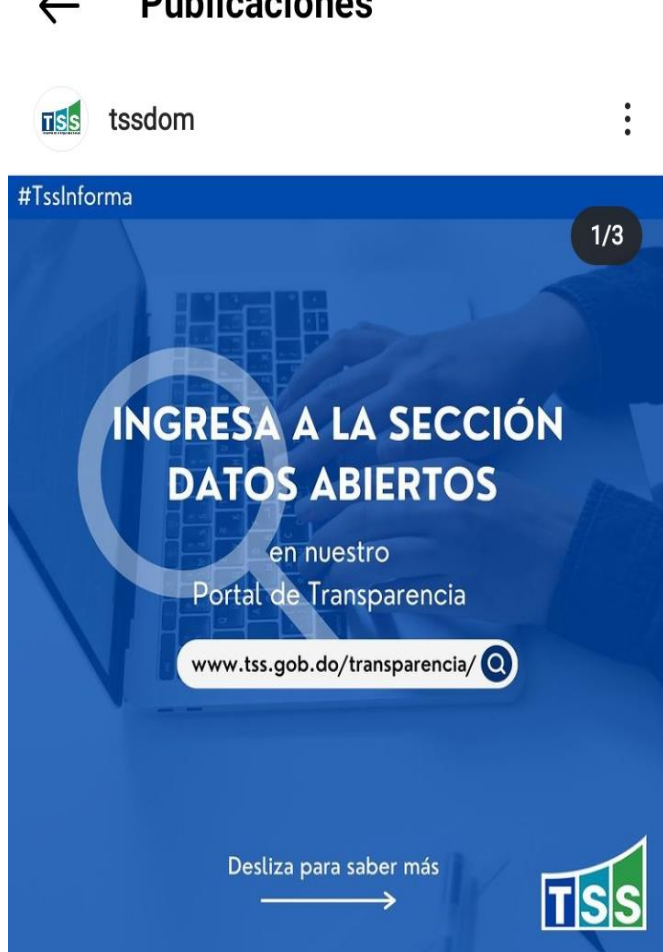 Publicaciones
TSS
tssdom
#TssInforma
1/3
INGRESA A LA SECCIÓN
DATOS ABIERTOS
en nuestro
Portal de Transparencia
www.tss.gob.do/transparencia/
Desliza para saber más
TSS